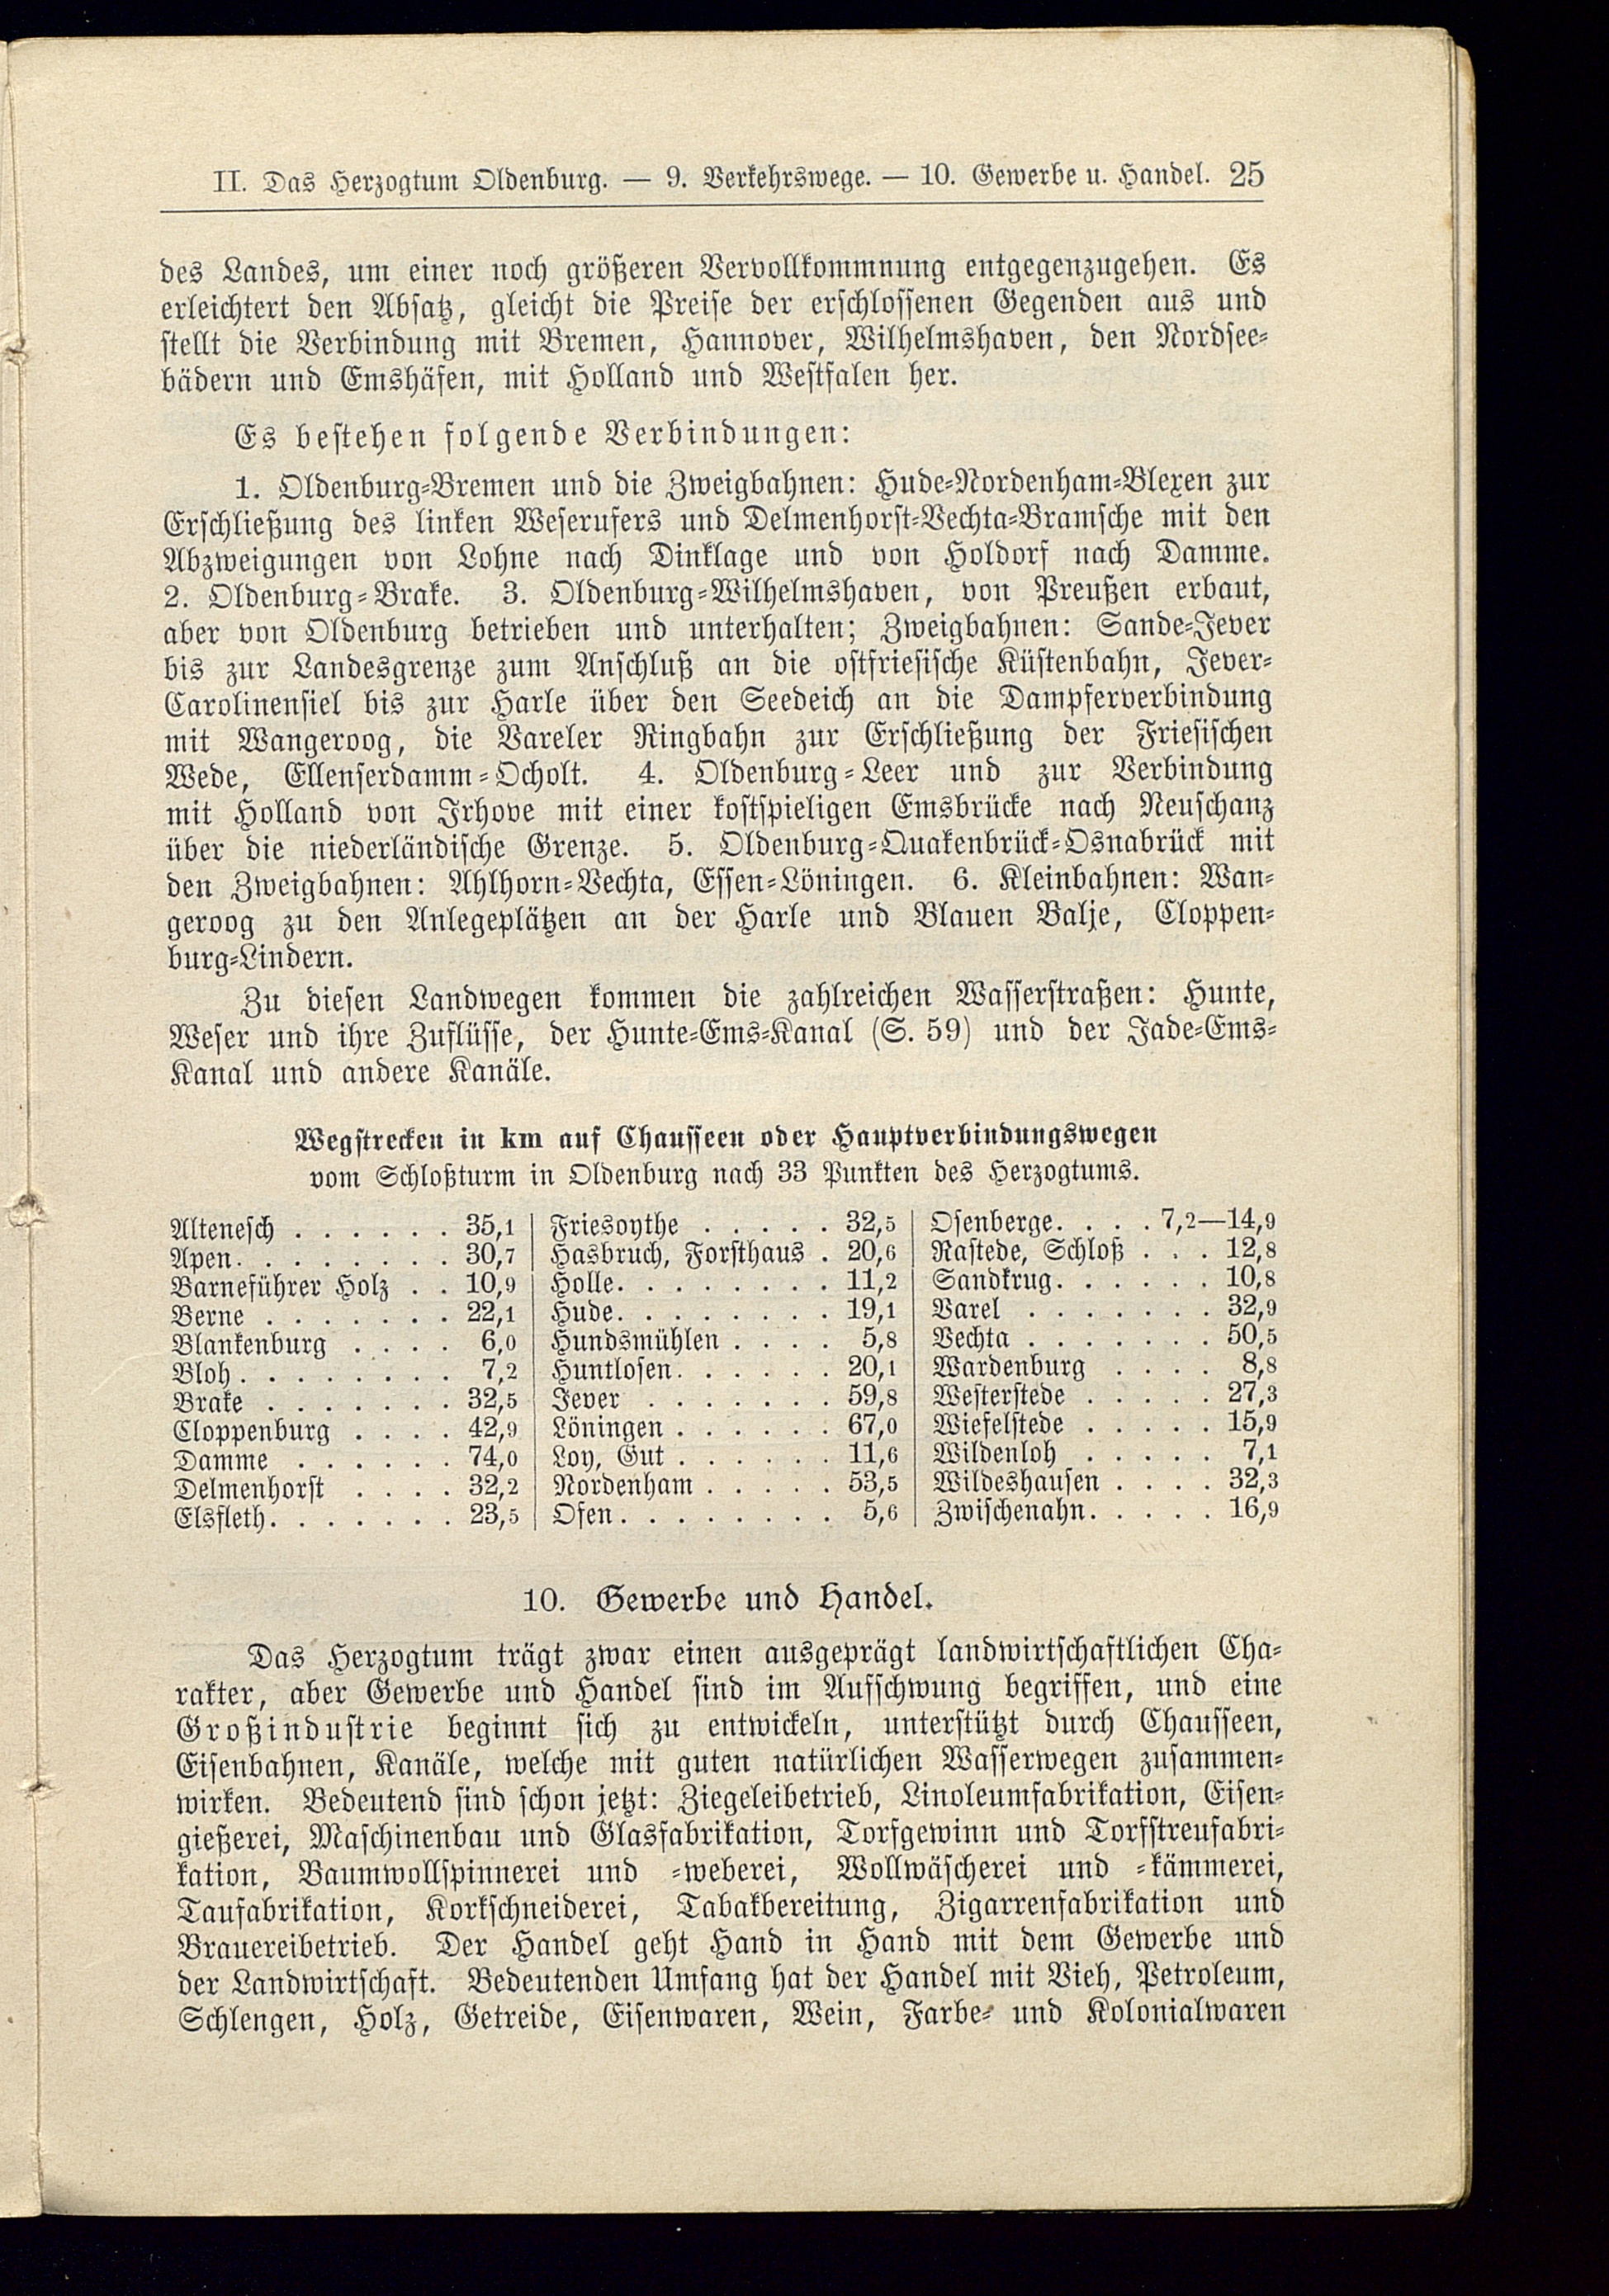 II. Das Herzogtum Oldenburg. — 9. Verkehrswege. — 10. Gewerbe u. Handel. 25
des Landes, um einer noch größeren Vervollkommnung entgegenzugehen. Es
erleichtert den Absatz, gleicht die Preise der erschlossenen Gegenden aus und
stellt die Verbindung mit Bremen, Hannover, Wilhelmshaven, den Nordsee-
bädern und Emshäfen, mit Holland und Westfalen her.
Es bestehen folgende Verbindungen:
1. Oldenburg-Bremen und die Zweigbahnen: Hude-Nordenham-Blexen zur
Erschließung des linken Weserufers und Delmenhorst-Vechta-Bramsche mit den
Abzweigungen von Lohne nach Dinklage und von Holdorf nach Damme.
2. Oldenburg-Brake. 3. Oldenburg-Wilhelmshaven, von Preußen erbaut,
aber von Oldenburg betrieben und unterhalten; Zweigbahnen: Sande-Jever
bis zur Landesgrenze zum Anschluß an die ostfriesische Küstenbahn, Jever-
Carolinensiel bis zur Harle über den Seedeich an die Dampferverbindung
mit Wangeroog, die Vareler Ringbahn zur Erschließung der Friesischen
Wede, Ellenserdamm-Ocholt. 4. Oldenburg-Leer und zur Verbindung
mit Holland von Irhove mit einer kostspieligen Emsbrücke nach Neuschanz
über die niederländische Grenze. 5. Oldenburg-Quakenbrück-Osnabrück mit
den Zweigbahnen: Ahlhorn-Vechta, Essen-Löningen. 6. Kleinbahnen: Wan-
geroog zu den Anlegeplätzen an der Harle und Blauen Balje, Cloppen-
burg-Lindern.
Zu diesen Landwegen kommen die zahlreichen Wasserstraßen: Hunte,
Weser und ihre Zuflüsse, der Hunte-Ems-Kanal (S. 59) und der Jade-Ems-
Kanal und andere Kanäle.
Wegstrecken in km auf Chausseen oder Hauptverbindungswegen
vom Schloßturm in Oldenburg nach 33 Punkten des Herzogtums.
Altenesch . . . . . . 35,1
Apen. . . . . . . . 30,7
Barneführer Holz . . 10,9
Berne . . . . . . . 22,1
Blankenburg . . . . 6,0
Bloh. . . . . . . . 7,2
Brake . . . . . . . 32,5
Cloppenburg . . . . 42,9
Damme . . . . . . 74,0
Delmenhorst . . . . 32,2
Elsfleth. . . . . . . 23,5
Friesoythe . . . . . 32,5
Hasbruch, Forsthaus . 20,6
Holle. . . . . . . . 11,2
Hude. . . . . . . . 19,1
Hundsmühlen . . . . 5,8
Huntlosen. . . . . . 20,1
Jever . . . . . . . 59,8
Löningen . . . . . . 67,0
Loy, Gut . . . . . . 11,6
Nordenham . . . . . 53,5
Ofen. . . . . . . . 5,6
Osenberge. . . . 7,2—14,9
Rastede, Schloß . . . 12,8
Sandkrug. . . . . . 10,8
Varel . . . . . . . 32,9
Vechta . . . . . . . 50,5
Wardenburg . . . . 8,8
Westerstede . . . . . 27,3
Wiefelstede . . . . . 15,9
Wildenloh . . . . . 7,1
Wildeshausen . . . . 32,3
Zwischenahn. . . . . 16,9
10. Gewerbe und Handel.
Das Herzogtum trägt zwar einen ausgeprägt landwirtschaftlichen Cha-
rakter, aber Gewerbe und Handel sind im Aufschwung begriffen, und eine
Großindustrie beginnt sich zu entwickeln, unterstützt durch Chausseen,
Eisenbahnen, Kanäle, welche mit guten natürlichen Wasserwegen zusammen-
wirken. Bedeutend sind schon jetzt: Ziegeleibetrieb, Linoleumfabrikation, Eisen-
gießerei, Maschinenbau und Glasfabrikation, Torfgewinn und Torfstreufabri-
kation, Baumwollspinnerei und -weberei, Wollwäscherei und -kämmerei,
Taufabrikation, Korkschneiderei, Tabakbereitung, Zigarrenfabrikation und
Brauereibetrieb. Der Handel geht Hand in Hand mit dem Gewerbe und
der Landwirtschaft. Bedeutenden Umfang hat der Handel mit Vieh, Petroleum,
Schlengen, Holz, Getreide, Eisenwaren, Wein, Farbe- und Kolonialwaren